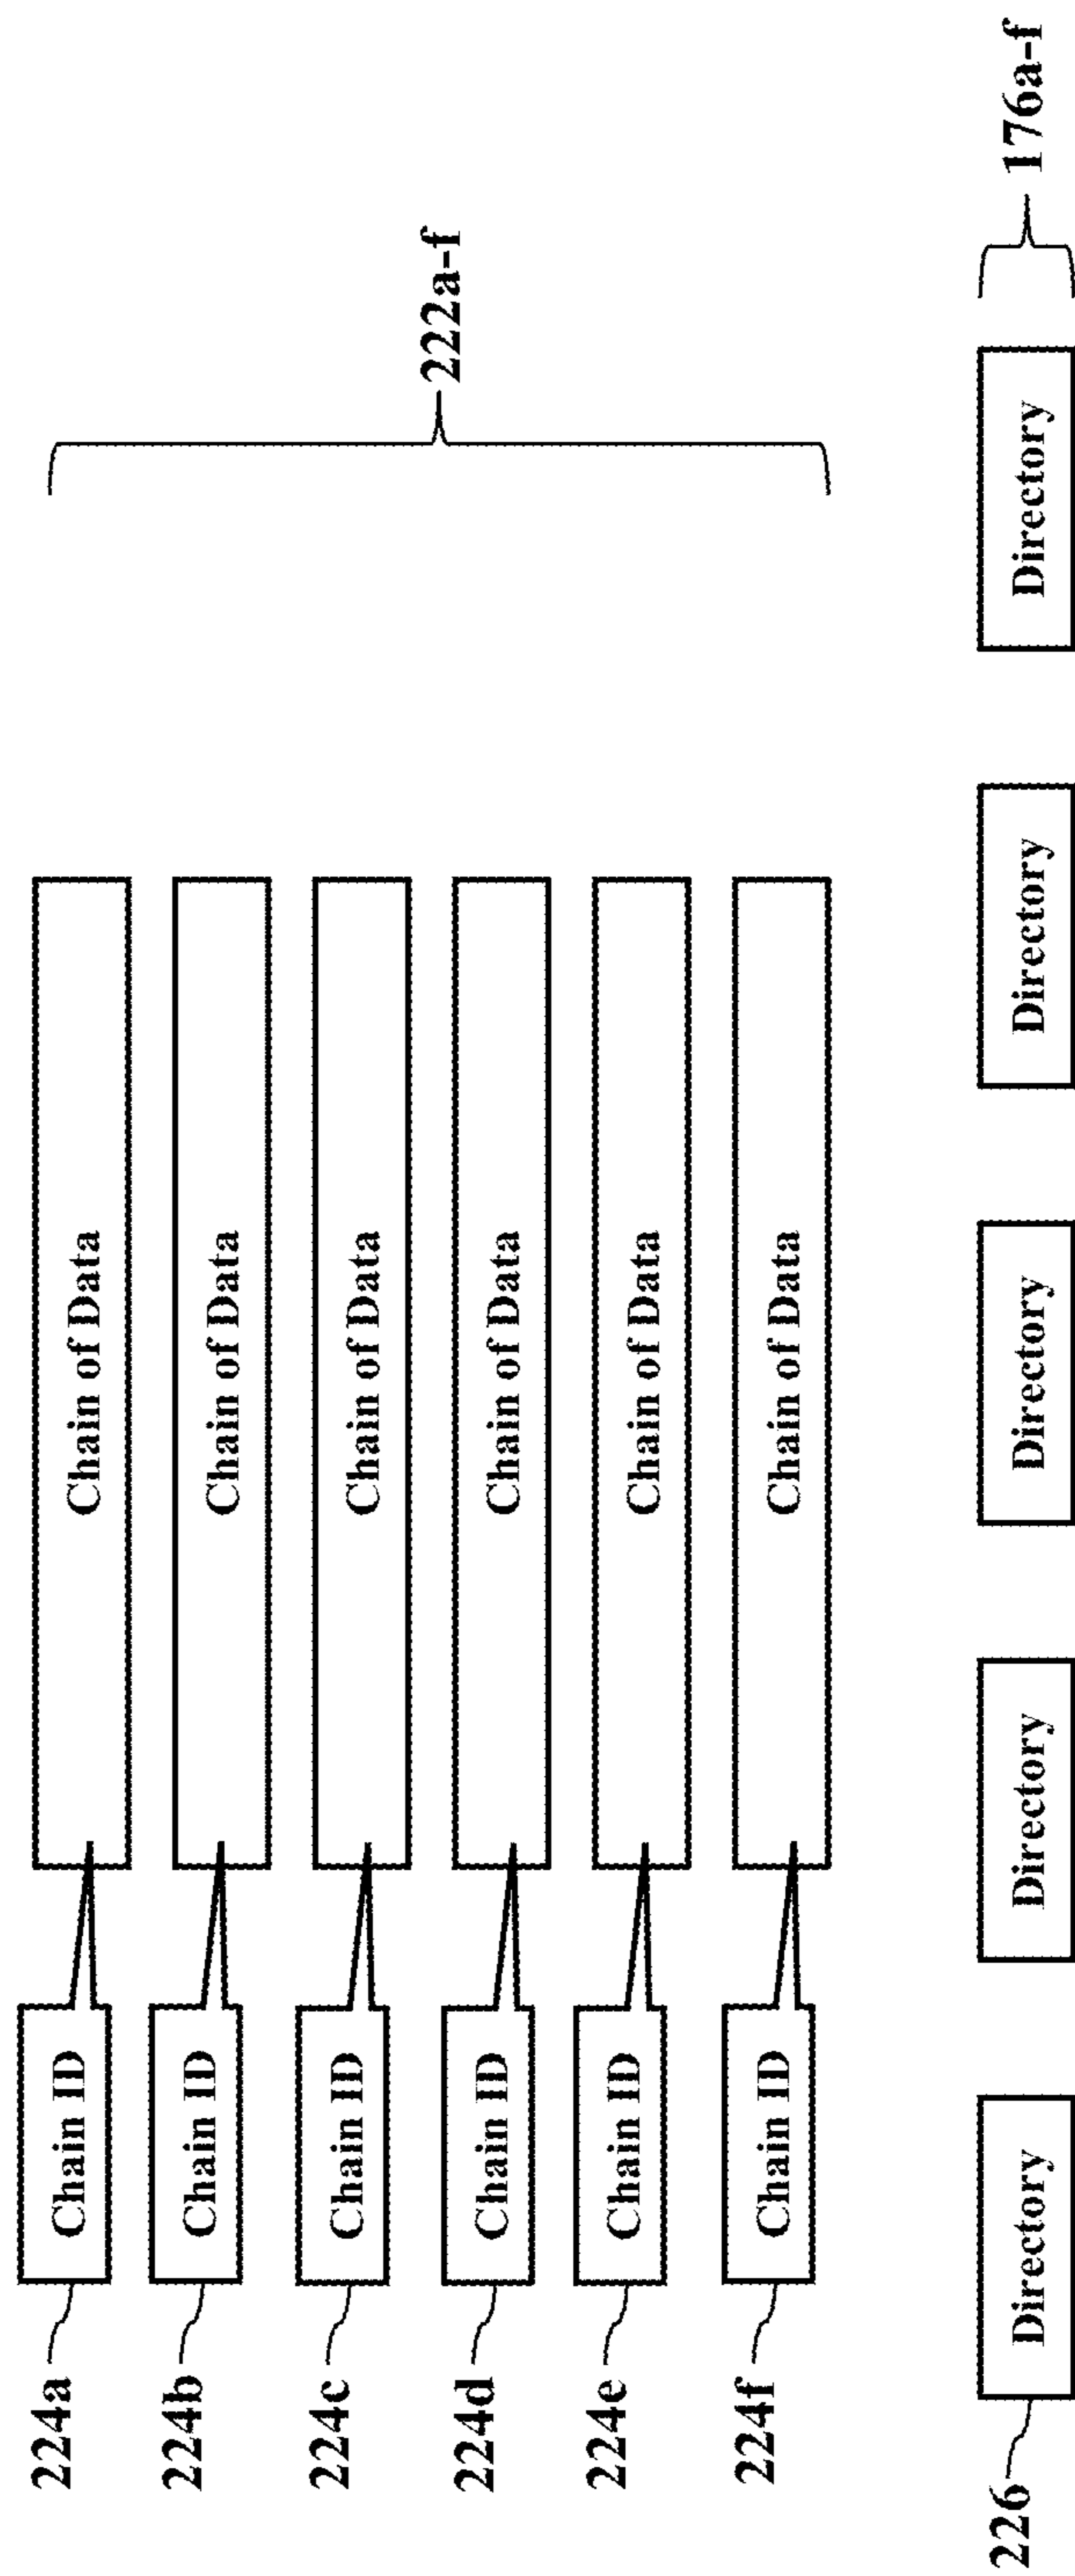 224a
Chain ID
Chain of Data
224b
Chain ID
Chain of Data
224c
Chain ID
Chain of Data
222a-f
224d
Chain ID
Chain of Data
224e
Chain ID
Chain of Data
224f
Chain ID
Chain of Data
226
Directory
Directory
Directory
Directory
Directory
176a-f